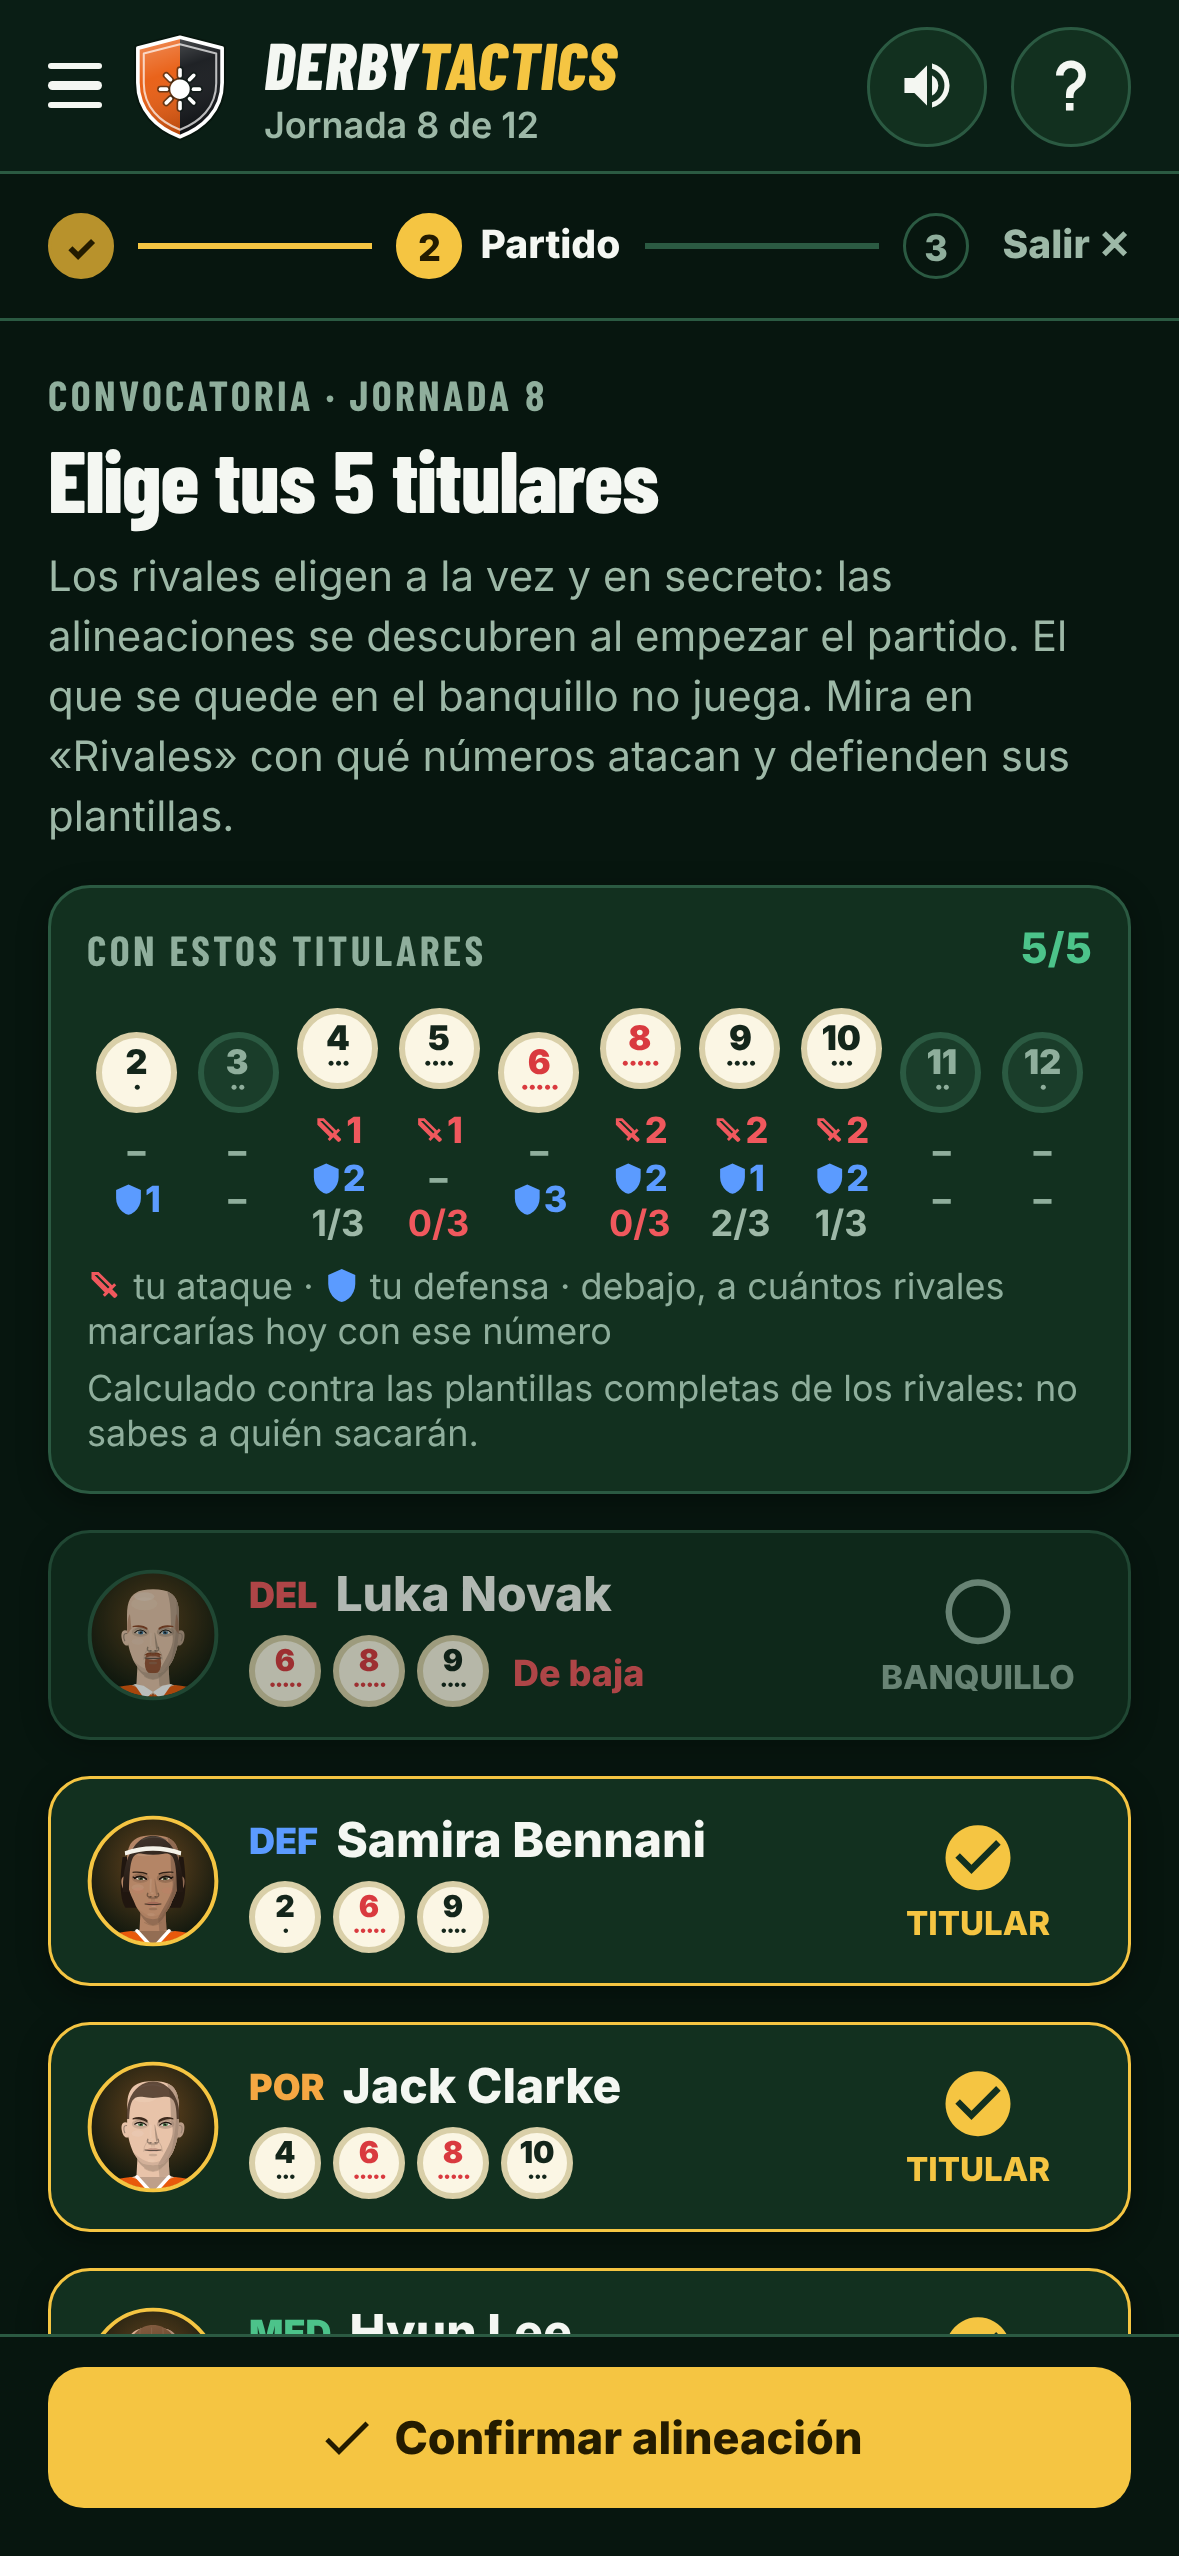 DERBYTACTICS
Jornada 8 de 12
?
2 Partido 3 Salir ✕
CONVOCATORIA · JORNADA 8
Elige tus 5 titulares
Los rivales eligen a la vez y en secreto: las
alineaciones se descubren al empezar el partido. El
que se quede en el banquillo no juega. Mira en
«Rivales» con qué números atacan y defienden sus
plantillas.
CON ESTOS TITULARES 5/5
2 3 4 5 6 8 9 10 11 12
– – 1 1 – 2 2 2 – –
1 – 2 – 3 2 1 2 – –
1/3 0/3 0/3 2/3 1/3
tu ataque · tu defensa · debajo, a cuántos rivales
marcarías hoy con ese número
Calculado contra las plantillas completas de los rivales: no
sabes a quién sacarán.
DEL Luka Novak
6 8 9 De baja
BANQUILLO
DEF Samira Bennani
2 6 9
TITULAR
POR Jack Clarke
4 6 8 10
TITULAR
MED Hyun Lee
Confirmar alineación